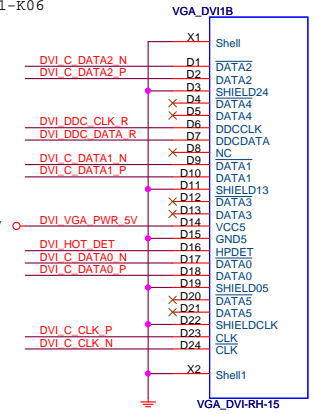 1-K06
VGA_DVI1B
X1 Shell
DVI_C_DATA2_N D1 DATA2
DVI_C_DATA2_P D2 DATA2
D3 SHIELD24
D4 DATA4
D5 DATA4
DVI_DDC_CLK_R D6 DDCCLK
DVI_DDC_DATA_R D7 DDCDATA
D8 NC
DVI_C_DATA1_N D9 DATA1
DVI_C_DATA1_P D10 DATA1
D11 SHIELD13
D12 DATA3
D13 DATA3
DVI_VGA_PWR_5V D14 VCC5
D15 GND5
DVI_HOT_DET D16 HPDET
DVI_C_DATA0_N D17 DATA0
DVI_C_DATA0_P D18 DATA0
D19 SHIELD05
D20 DATA5
D21 DATA5
D22 SHIELDCLK
DVI_C_CLK_P D23 CLK
DVI_C_CLK_N D24 CLK
X2 Shell1
VGA_DVI-RH-15